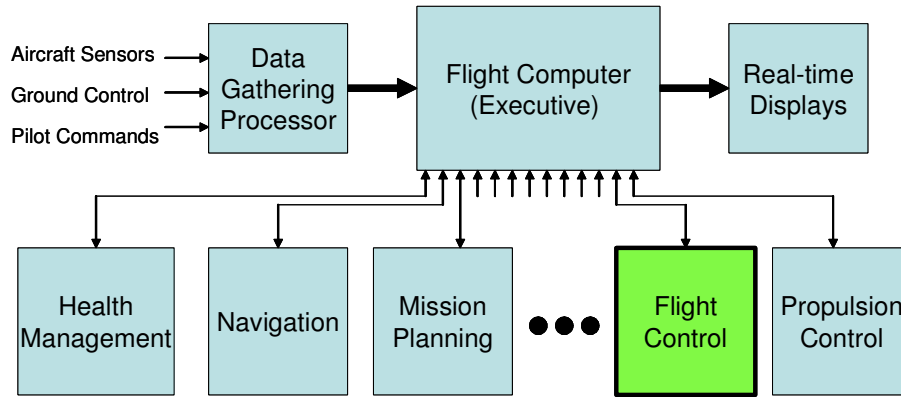 Aircraft Sensors
Ground Control
Pilot Commands
Data
Gathering
Processor
Flight Computer
(Executive)
Real-time
Displays
Health
Management
Navigation
Mission
Planning
Flight
Control
Propulsion
Control